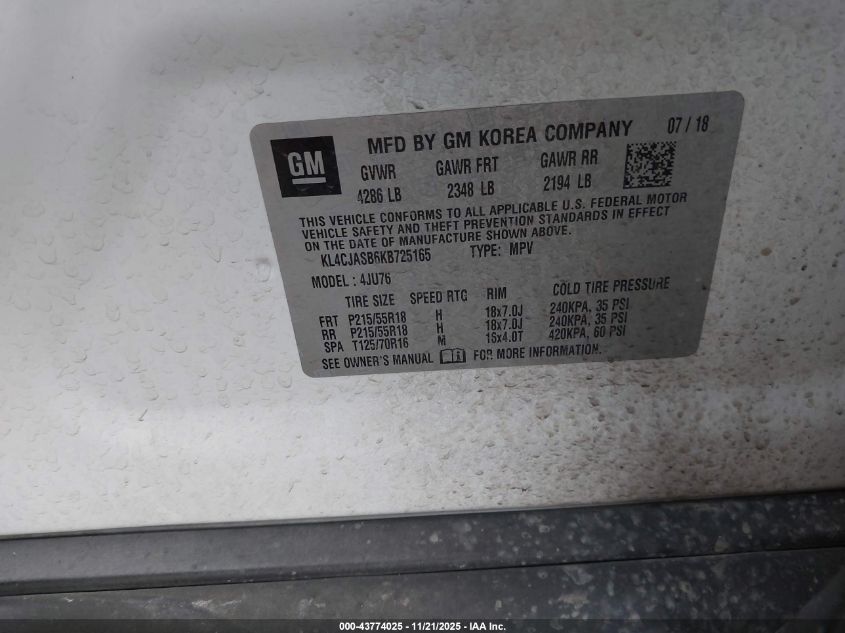 MFD BY GM KOREA COMPANY 07 / 18
GM
GVWR GAWR FRT GAWR RR
4286 LB 2348 LB 2194 LB
THIS VEHICLE CONFORMS TO ALL APPLICABLE U.S. FEDERAL MOTOR
VEHICLE SAFETY AND THEFT PREVENTION STANDARDS IN EFFECT
ON THE DATE OF MANUFACTURE SHOWN ABOVE.
KL4CJASB6KB725165 TYPE: MPV
MODEL : 4JU76
TIRE SIZE SPEED RTG RIM COLD TIRE PRESSURE
FRT P215/55R18 H 18x7.0J 240KPA, 35 PSI
RR P215/55R18 H 18x7.0J 240KPA, 35 PSI
SPA T125/70R16 M 16x4.0T 420KPA, 60 PSI
SEE OWNER'S MANUAL FOR MORE INFORMATION.
000-43774025 - 11/21/2025 - IAA Inc.